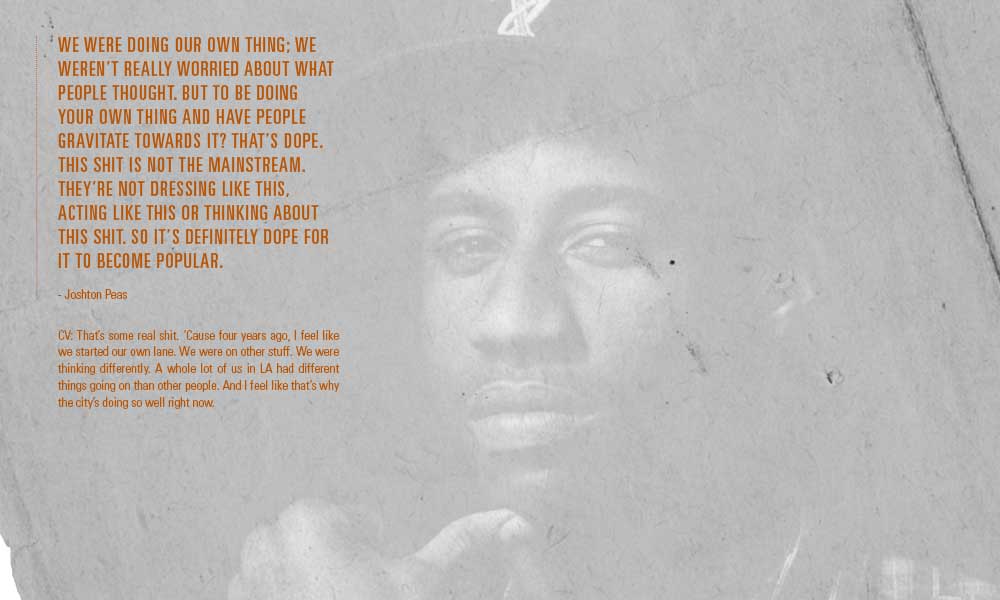 WE WERE DOING OUR OWN THING; WE
WEREN'T REALLY WORRIED ABOUT WHAT
PEOPLE THOUGHT. BUT TO BE DOING
YOUR OWN THING AND HAVE PEOPLE
GRAVITATE TOWARDS IT? THAT'S DOPE.
THIS SHIT IS NOT THE MAINSTREAM.
THEY'RE NOT DRESSING LIKE THIS,
ACTING LIKE THIS OR THINKING ABOUT
THIS SHIT. SO IT'S DEFINITELY DOPE FOR
IT TO BECOME POPULAR.
- Joshton Peas
CV: That's some real shit. 'Cause four years ago, I feel like
we started our own lane. We were on other stuff. We were
thinking differently. A whole lot of us in LA had different
things going on than other people. And I feel like that's why
the city's doing so well right now.